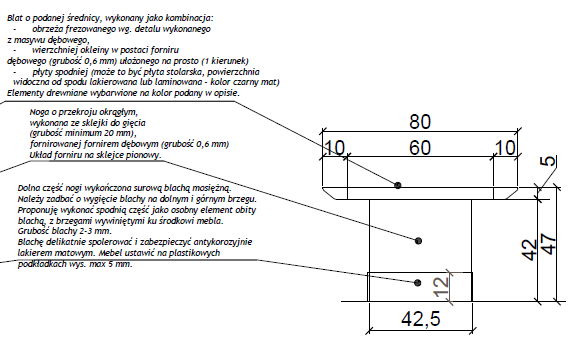 Blat o podanej średnicy, wykonany jako kombinacja:
- obrzeża frezowanego wg. detalu wykonanego
z masywu dębowego,
- wierzchniej okleiny w postaci forniru
dębowego (grubość 0,6 mm) ułożonego na prosto (1 kierunek)
- płyty spodniej (może to być płyta stolarska, powierzchnia
widoczna od spodu lakierowana lub laminowana - kolor czarny mat)
Elementy drewniane wybarwione na kolor podany w opisie.
Noga o przekroju okrągłym,
wykonana ze sklejki do gięcia
(grubość minimum 20 mm),
fornirowanej fornirem dębowym (grubość 0,6 mm)
Układ forniru na sklejce pionowy.
Dolna część nogi wykończona surową blachą mosiężną.
Należy zadbać o wygięcie blachy na dolnym i górnym brzegu.
Proponuję wykonać spodnią część jako osobny element obity
blachą, z brzegami wywiniętymi ku środkowi mebla.
Grubość blachy 2-3 mm.
Blachę delikatnie spolerować i zabezpieczyć antykorozyjnie
lakierem matowym. Mebel ustawić na plastikowych
podkładkach wys. max 5 mm.
80
10 60 10
5
42
47
12
42,5